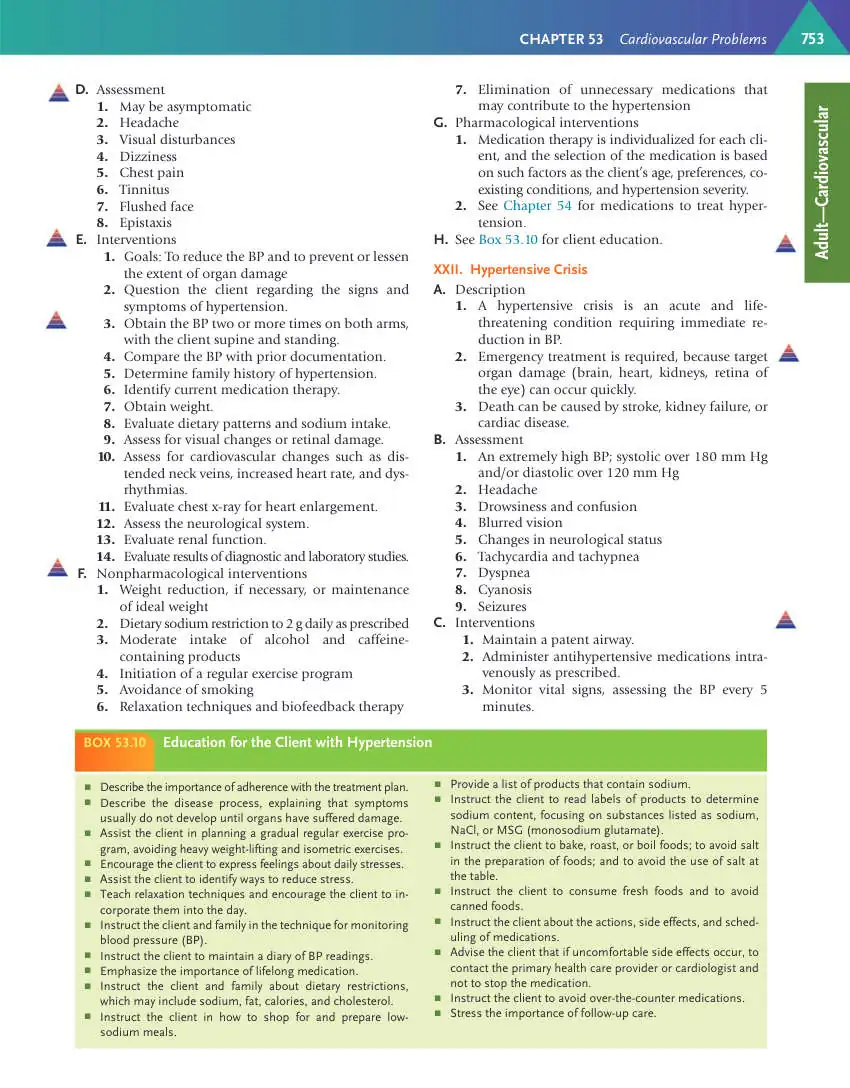 CHAPTER 53 Cardiovascular Problems 753
D. Assessment
1. May be asymptomatic
2. Headache
3. Visual disturbances
4. Dizziness
5. Chest pain
6. Tinnitus
7. Flushed face
8. Epistaxis
E. Interventions
1. Goals: To reduce the BP and to prevent or lessen
the extent of organ damage
2. Question the client regarding the signs and
symptoms of hypertension.
3. Obtain the BP two or more times on both arms,
with the client supine and standing.
4. Compare the BP with prior documentation.
5. Determine family history of hypertension.
6. Identify current medication therapy.
7. Obtain weight.
8. Evaluate dietary patterns and sodium intake.
9. Assess for visual changes or retinal damage.
10. Assess for cardiovascular changes such as dis-
tended neck veins, increased heart rate, and dys-
rhythmias.
11. Evaluate chest x-ray for heart enlargement.
12. Assess the neurological system.
13. Evaluate renal function.
14. Evaluate results of diagnostic and laboratory studies.
F. Nonpharmacological interventions
1. Weight reduction, if necessary, or maintenance
of ideal weight
2. Dietary sodium restriction to 2 g daily as prescribed
3. Moderate intake of alcohol and caffeine-
containing products
4. Initiation of a regular exercise program
5. Avoidance of smoking
6. Relaxation techniques and biofeedback therapy
7. Elimination of unnecessary medications that
may contribute to the hypertension
G. Pharmacological interventions
1. Medication therapy is individualized for each cli-
ent, and the selection of the medication is based
on such factors as the client's age, preferences, co-
existing conditions, and hypertension severity.
2. See Chapter 54 for medications to treat hyper-
tension.
H. See Box 53.10 for client education.
XXII. Hypertensive Crisis
A. Description
1. A hypertensive crisis is an acute and life-
threatening condition requiring immediate re-
duction in BP.
2. Emergency treatment is required, because target
organ damage (brain, heart, kidneys, retina of
the eye) can occur quickly.
3. Death can be caused by stroke, kidney failure, or
cardiac disease.
B. Assessment
1. An extremely high BP; systolic over 180 mm Hg
and/or diastolic over 120 mm Hg
2. Headache
3. Drowsiness and confusion
4. Blurred vision
5. Changes in neurological status
6. Tachycardia and tachypnea
7. Dyspnea
8. Cyanosis
9. Seizures
C. Interventions
1. Maintain a patent airway.
2. Administer antihypertensive medications intra-
venously as prescribed.
3. Monitor vital signs, assessing the BP every 5
minutes.
Adult—Cardiovascular
BOX 53.10 Education for the Client with Hypertension
■ Describe the importance of adherence with the treatment plan.
■ Describe the disease process, explaining that symptoms
usually do not develop until organs have suffered damage.
■ Assist the client in planning a gradual regular exercise pro-
gram, avoiding heavy weight-lifting and isometric exercises.
■ Encourage the client to express feelings about daily stresses.
■ Assist the client to identify ways to reduce stress.
■ Teach relaxation techniques and encourage the client to in-
corporate them into the day.
■ Instruct the client and family in the technique for monitoring
blood pressure (BP).
■ Instruct the client to maintain a diary of BP readings.
■ Emphasize the importance of lifelong medication.
■ Instruct the client and family about dietary restrictions,
which may include sodium, fat, calories, and cholesterol.
■ Instruct the client in how to shop for and prepare low-
sodium meals.
■ Provide a list of products that contain sodium.
■ Instruct the client to read labels of products to determine
sodium content, focusing on substances listed as sodium,
NaCl, or MSG (monosodium glutamate).
■ Instruct the client to bake, roast, or boil foods; to avoid salt
in the preparation of foods; and to avoid the use of salt at
the table.
■ Instruct the client to consume fresh foods and to avoid
canned foods.
■ Instruct the client about the actions, side effects, and sched-
uling of medications.
■ Advise the client that if uncomfortable side effects occur, to
contact the primary health care provider or cardiologist and
not to stop the medication.
■ Instruct the client to avoid over-the-counter medications.
■ Stress the importance of follow-up care.